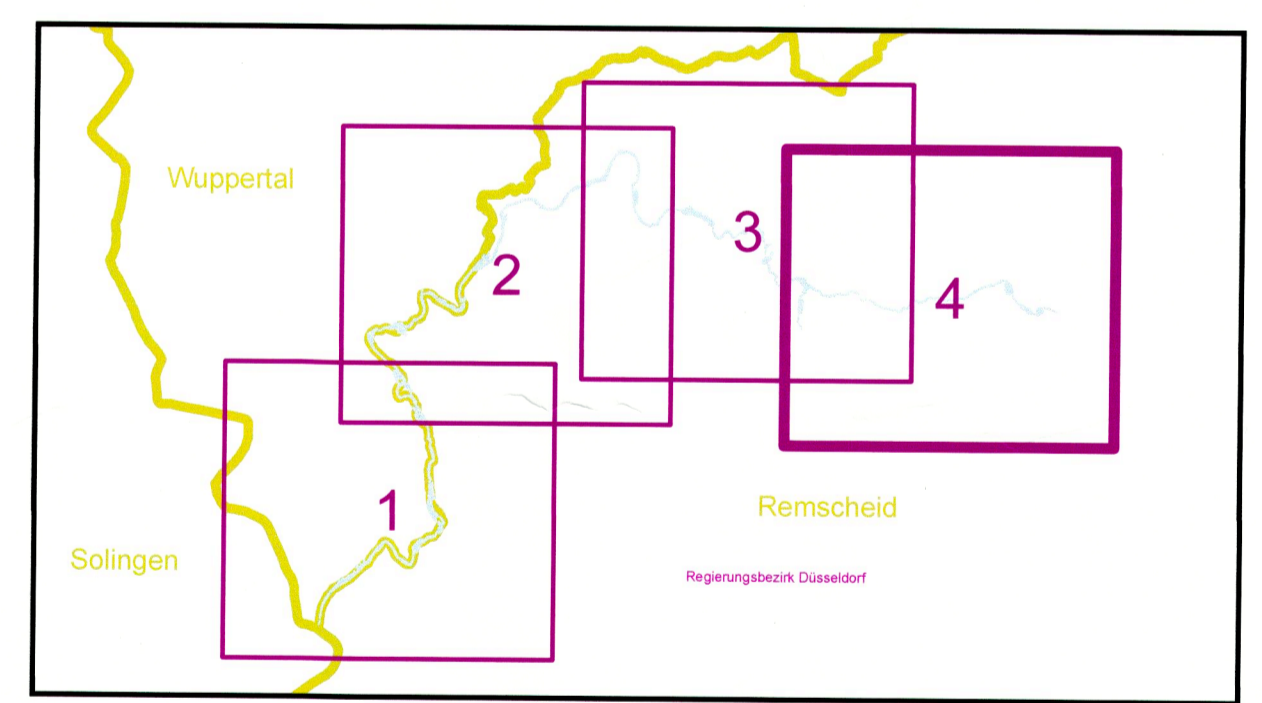 Wuppertal
3
2
4
1
Remscheid
Solingen
Regierungsbezirk Düsseldorf